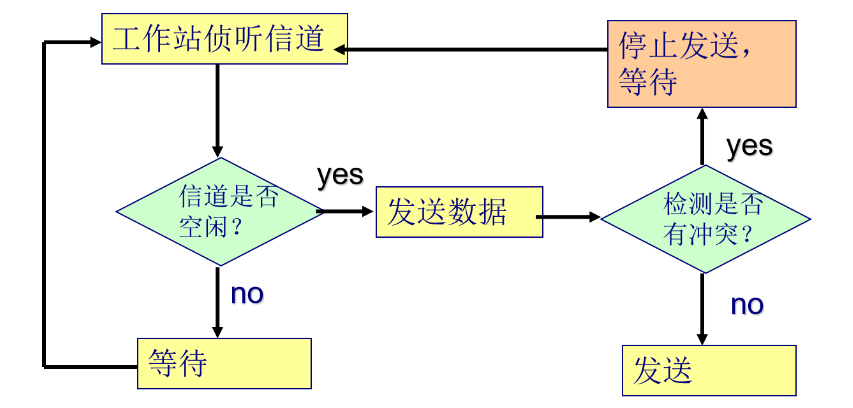 工作站侦听信道
停止发送，
等待
信道是否
空闲？
yes
发送数据
检测是否
有冲突？
yes
no
no
等待
发送